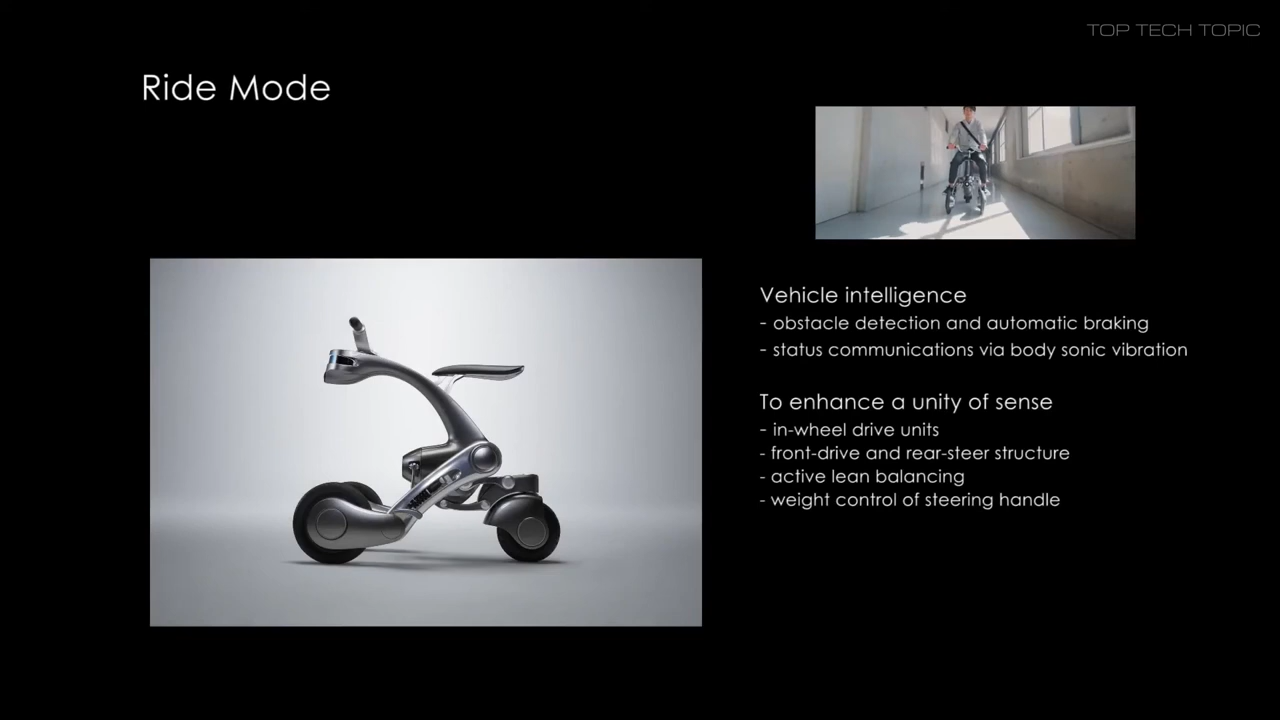 TOP TECH TOPIC
Ride Mode
Vehicle intelligence
- obstacle detection and automatic braking
- status communications via body sonic vibration
To enhance a unity of sense
- in-wheel drive units
- front-drive and rear-steer structure
- active lean balancing
- weight control of steering handle